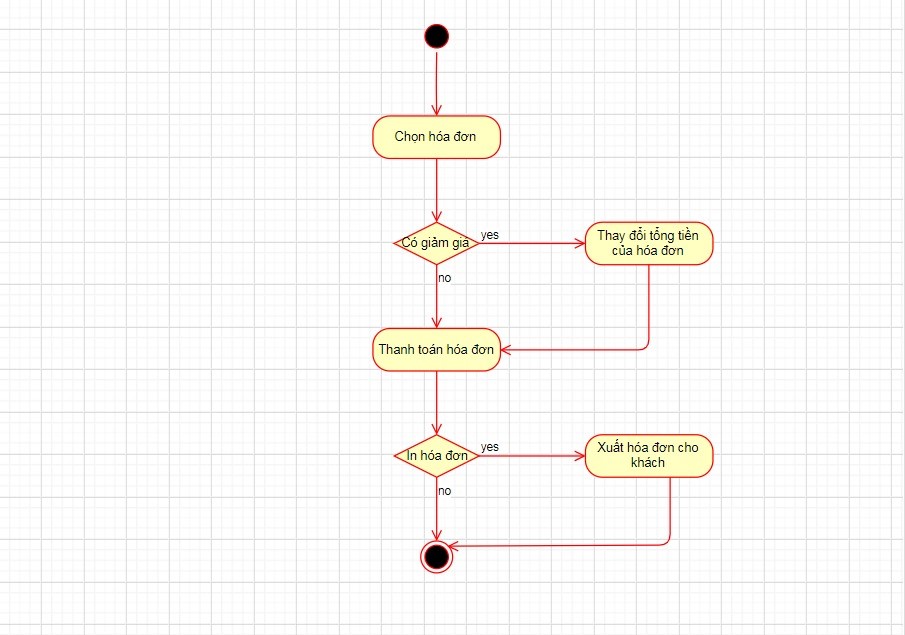 Chọn hóa đơn
Có giảm giá
yes
Thay đổi tổng tiền
của hóa đơn
no
Thanh toán hóa đơn
In hóa đơn
yes
Xuất hóa đơn cho
khách
no